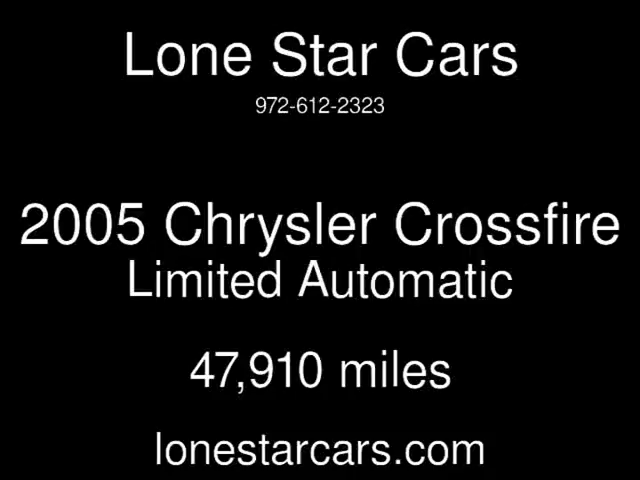 Lone Star Cars
972-612-2323
2005 Chrysler Crossfire
Limited Automatic
47,910 miles
lonestarcars.com